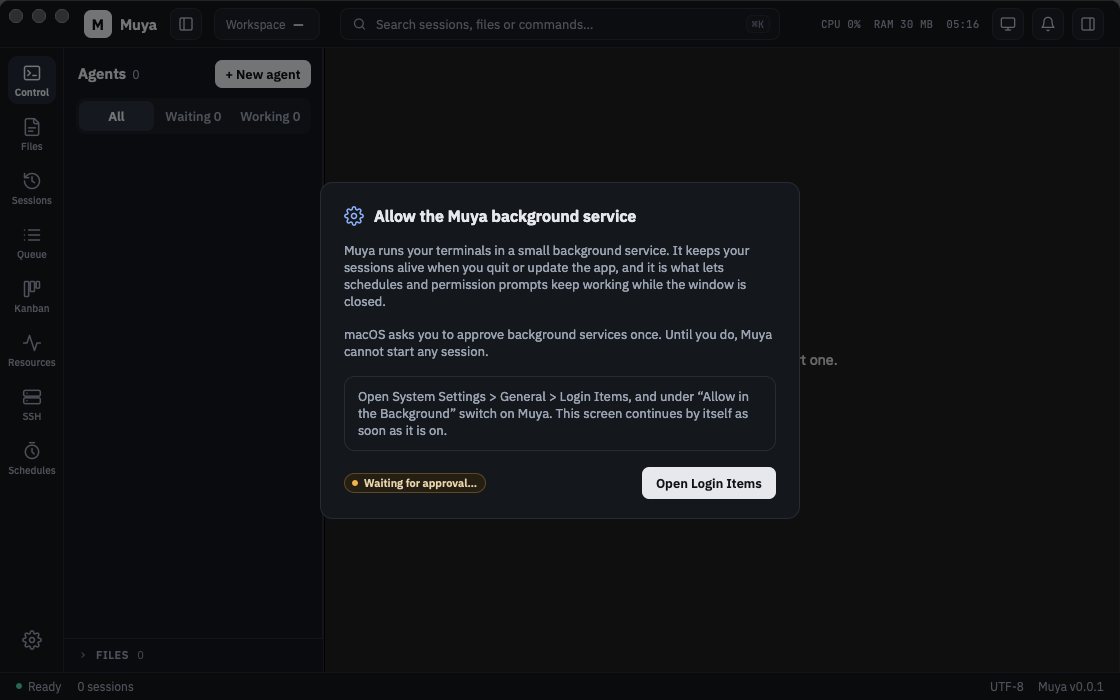 M Muya
Workspace —
Search sessions, files or commands...
⌘K
CPU 0% RAM 30 MB 05:16
Control
Files
Sessions
Queue
Kanban
Resources
SSH
Schedules
Agents 0
+ New agent
All Waiting 0 Working 0
Allow the Muya background service
Muya runs your terminals in a small background service. It keeps your
sessions alive when you quit or update the app, and it is what lets
schedules and permission prompts keep working while the window is
closed.
macOS asks you to approve background services once. Until you do, Muya
cannot start any session.
Open System Settings > General > Login Items, and under “Allow in
the Background” switch on Muya. This screen continues by itself as
soon as it is on.
Waiting for approval...
Open Login Items
t one.
FILES 0
Ready 0 sessions
UTF-8 Muya v0.0.1